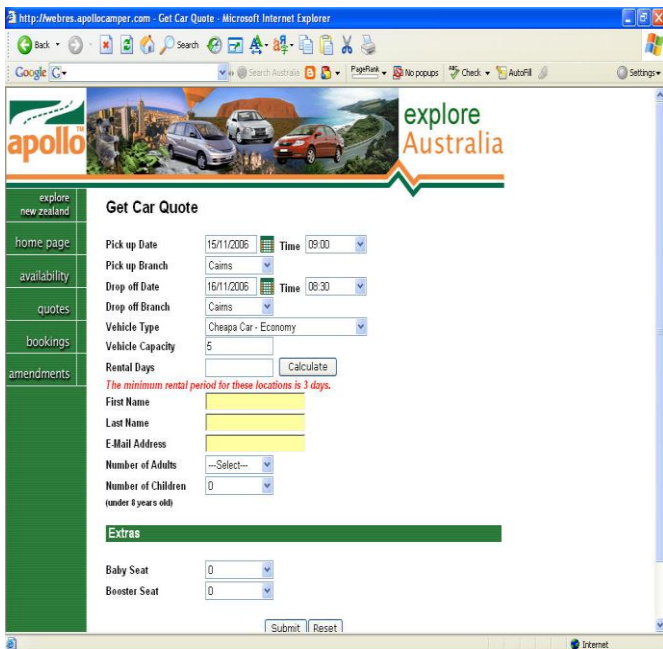 http://webres.apollocamper.com - Get Car Quote - Microsoft Internet Explorer
Back Search
Google G Search Australia PageRank No popups Check AutoFill Settings
apollo TM
explore
Australia
explore
new zealand
home page
availability
quotes
bookings
amendments
Get Car Quote
Pick up Date 15/11/2006 Time 09:00
Pick up Branch Cairns
Drop off Date 16/11/2006 Time 08:30
Drop off Branch Cairns
Vehicle Type Cheapa Car - Economy
Vehicle Capacity 5
Rental Days Calculate
The minimum rental period for these locations is 3 days.
First Name
Last Name
E-Mail Address
Number of Adults ---Select---
Number of Children 0
(under 8 years old)
Extras
Baby Seat 0
Booster Seat 0
Submit Reset
Internet